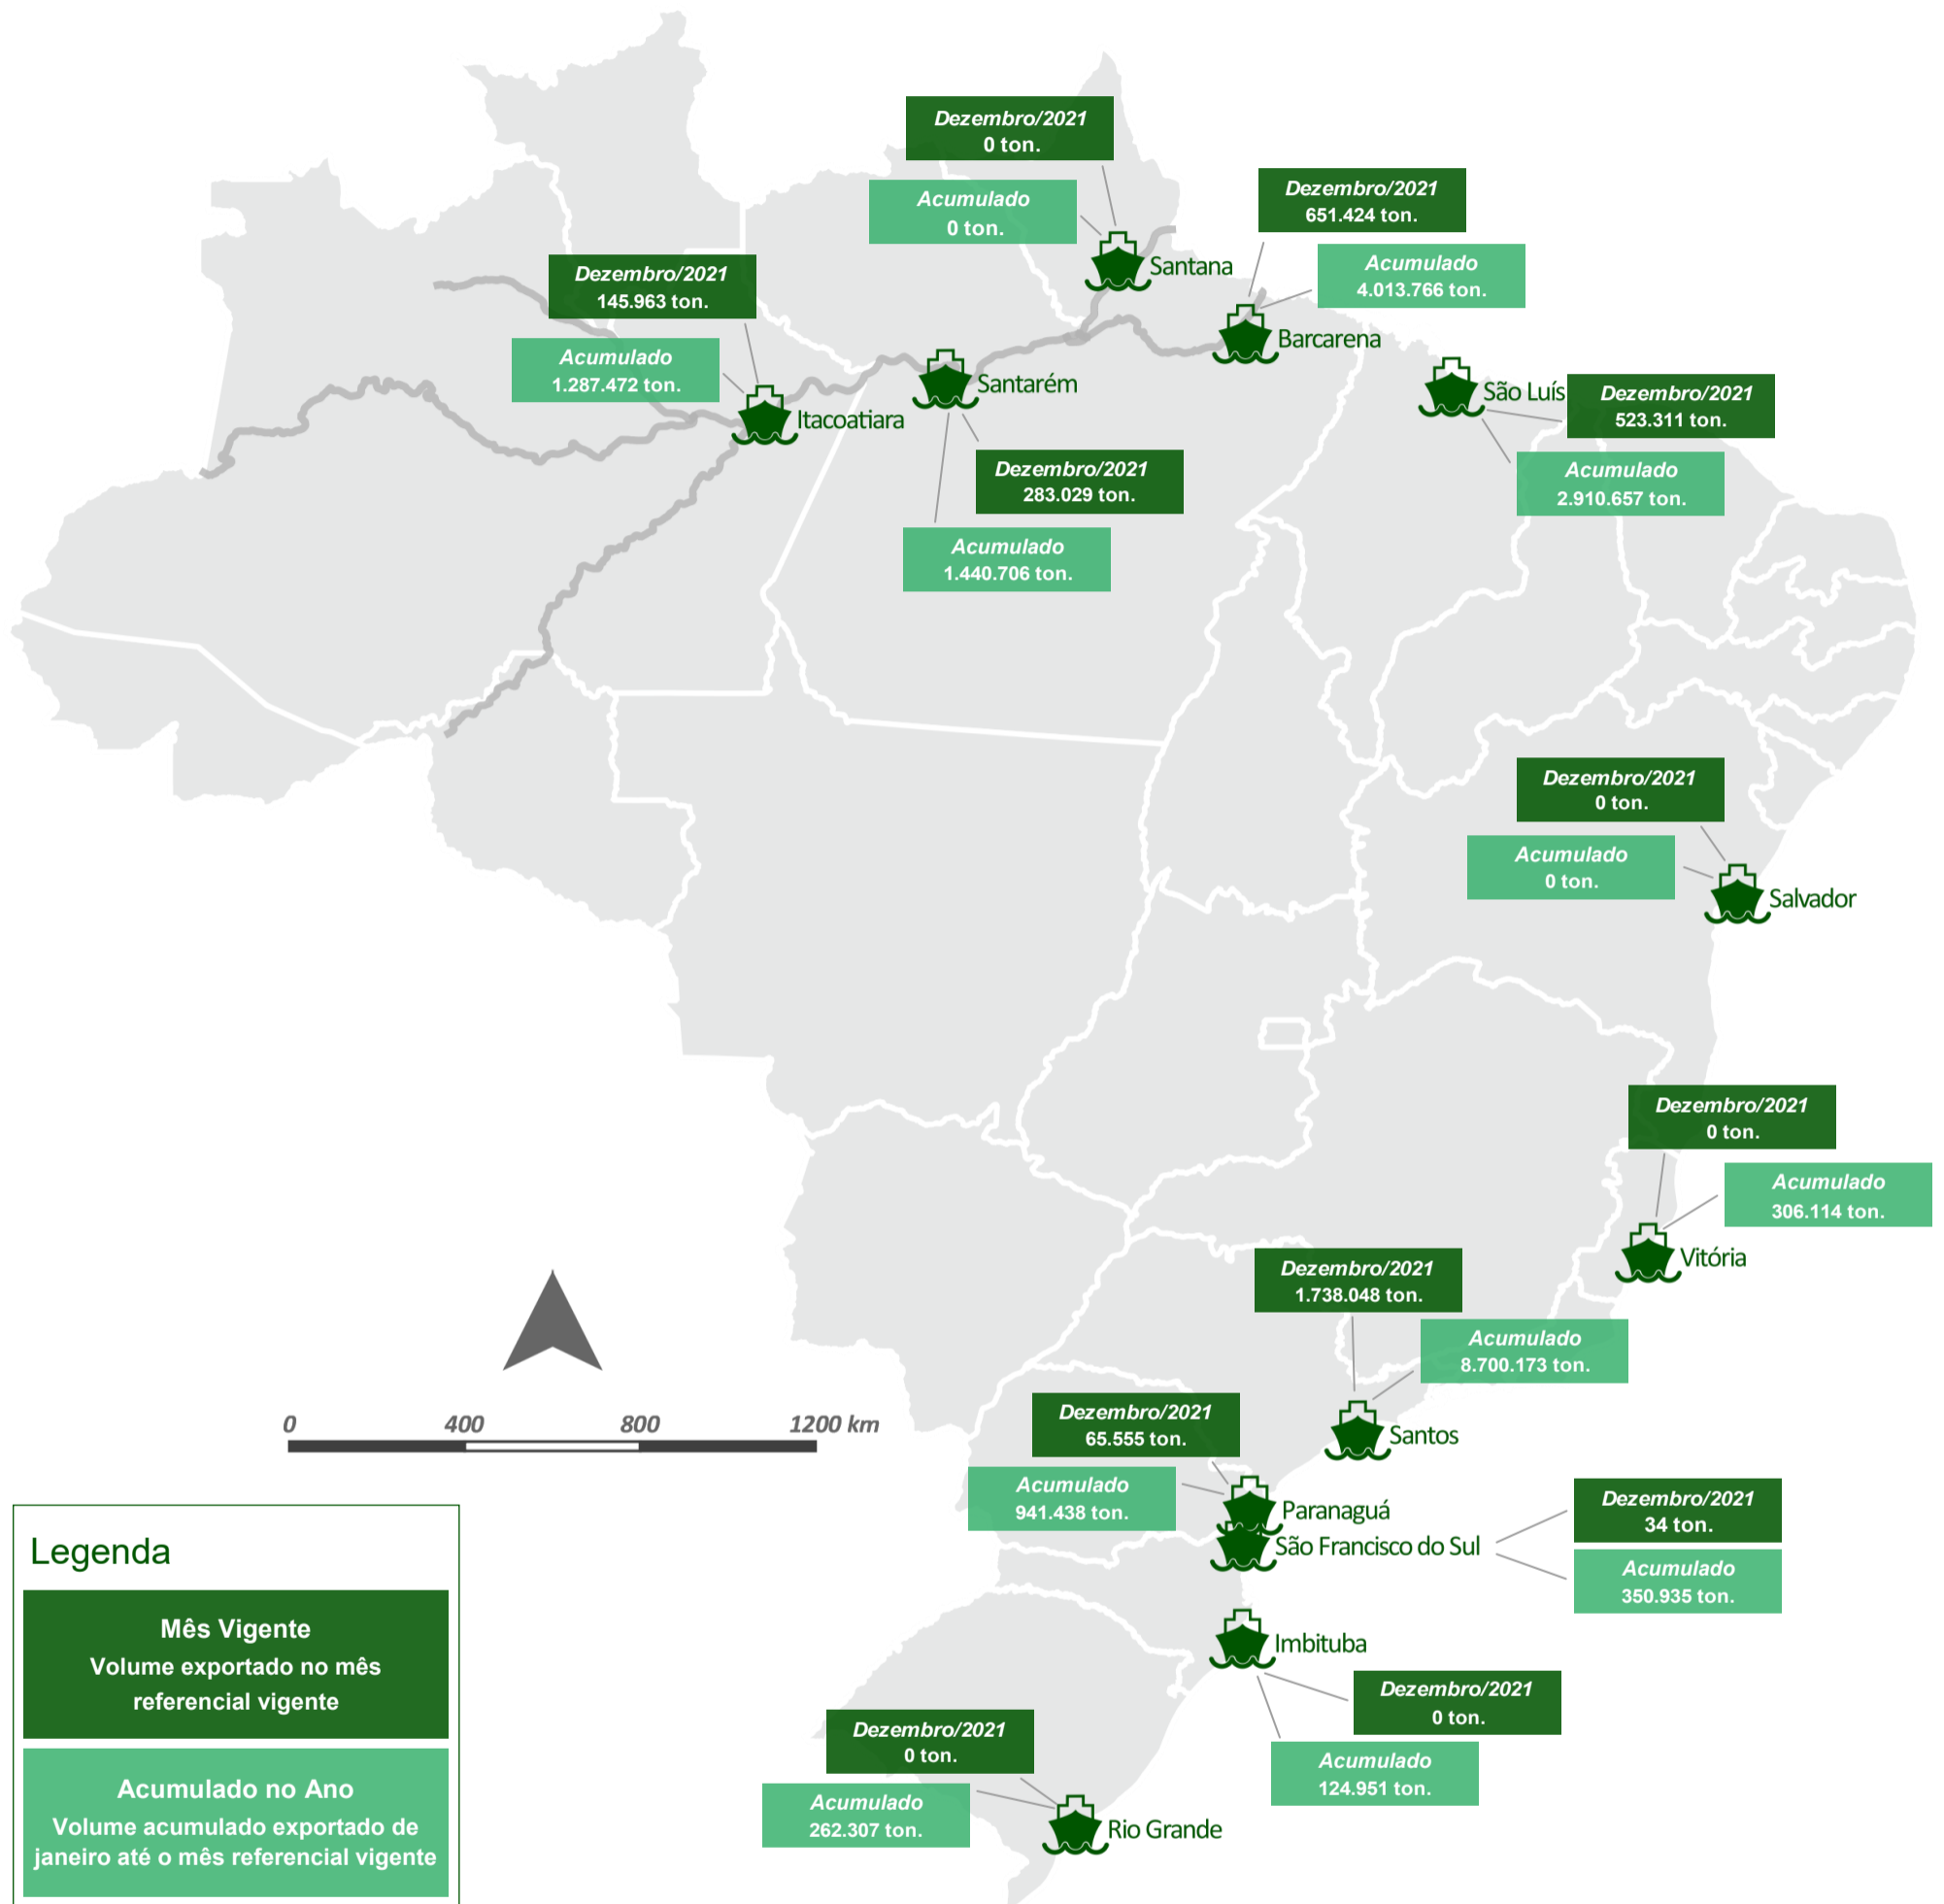 Dezembro/2021
0 ton.
Acumulado
0 ton.
Santana
Dezembro/2021
651.424 ton.
Acumulado
4.013.766 ton.
Barcarena
Dezembro/2021
145.963 ton.
Acumulado
1.287.472 ton.
Itacoatiara
Santarém
Dezembro/2021
283.029 ton.
Acumulado
1.440.706 ton.
São Luís
Dezembro/2021
523.311 ton.
Acumulado
2.910.657 ton.
Dezembro/2021
0 ton.
Acumulado
0 ton.
Salvador
Dezembro/2021
0 ton.
Acumulado
306.114 ton.
Vitória
Dezembro/2021
1.738.048 ton.
Acumulado
8.700.173 ton.
Santos
Dezembro/2021
65.555 ton.
Acumulado
941.438 ton.
Paranaguá
São Francisco do Sul
Dezembro/2021
34 ton.
Acumulado
350.935 ton.
Imbituba
Dezembro/2021
0 ton.
Acumulado
124.951 ton.
Dezembro/2021
0 ton.
Acumulado
262.307 ton.
Rio Grande
0 400 800 1200 km
Legenda
Mês Vigente
Volume exportado no mês
referencial vigente
Acumulado no Ano
Volume acumulado exportado de
janeiro até o mês referencial vigente